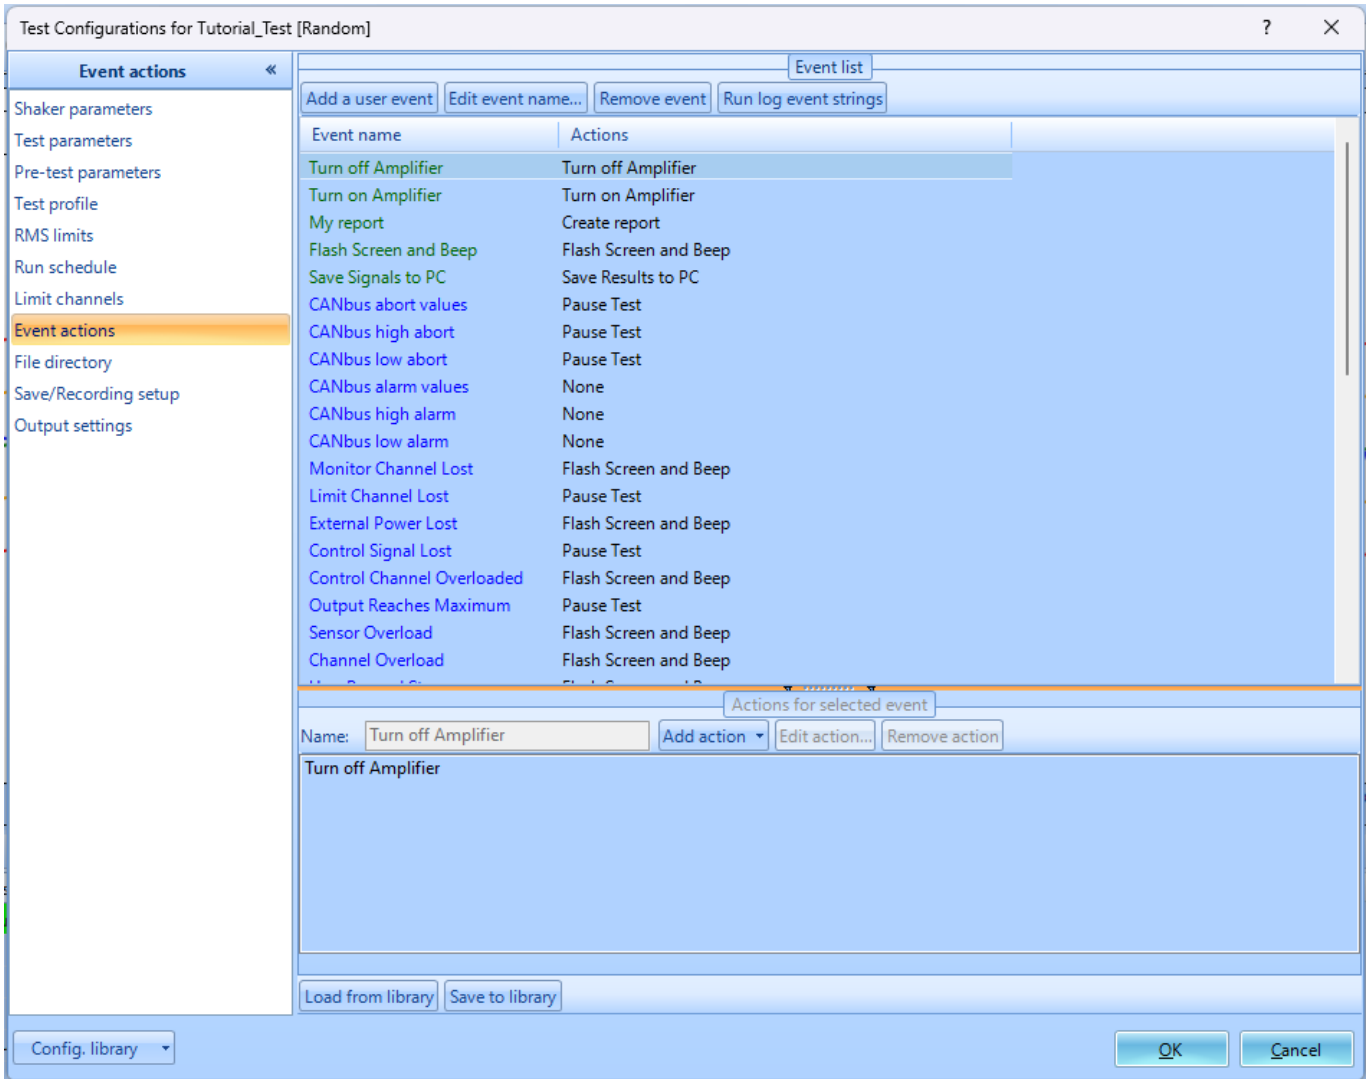 Test Configurations for Tutorial_Test [Random]
?
Event actions «
Shaker parameters
Test parameters
Pre-test parameters
Test profile
RMS limits
Run schedule
Limit channels
Event actions
File directory
Save/Recording setup
Output settings
Event list
Add a user event Edit event name... Remove event Run log event strings
Event name Actions
Turn off Amplifier Turn off Amplifier
Turn on Amplifier Turn on Amplifier
My report Create report
Flash Screen and Beep Flash Screen and Beep
Save Signals to PC Save Results to PC
CANbus abort values Pause Test
CANbus high abort Pause Test
CANbus low abort Pause Test
CANbus alarm values None
CANbus high alarm None
CANbus low alarm None
Monitor Channel Lost Flash Screen and Beep
Limit Channel Lost Pause Test
External Power Lost Flash Screen and Beep
Control Signal Lost Pause Test
Control Channel Overloaded Flash Screen and Beep
Output Reaches Maximum Pause Test
Sensor Overload Flash Screen and Beep
Channel Overload Flash Screen and Beep
Actions for selected event
Name: Turn off Amplifier Add action Edit action... Remove action
Turn off Amplifier
Load from library Save to library
Config. library OK Cancel